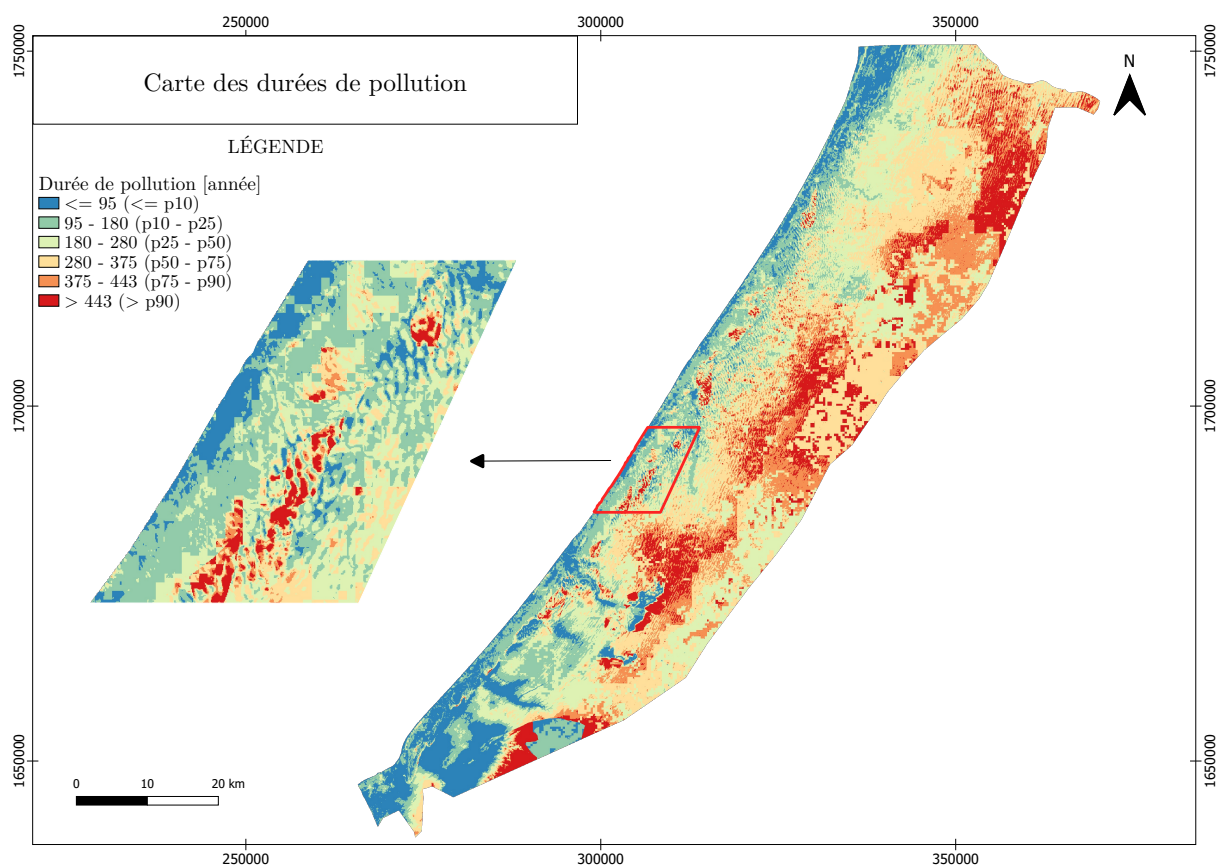 250000 300000 350000
1750000 1750000
Carte des durées de pollution
N
LÉGENDE
Durée de pollution [année]
<= 95 (<= p10)
95 - 180 (p10 - p25)
180 - 280 (p25 - p50)
280 - 375 (p50 - p75)
375 - 443 (p75 - p90)
> 443 (> p90)
1700000 1700000
1650000 1650000
0 10 20 km
250000 300000 350000